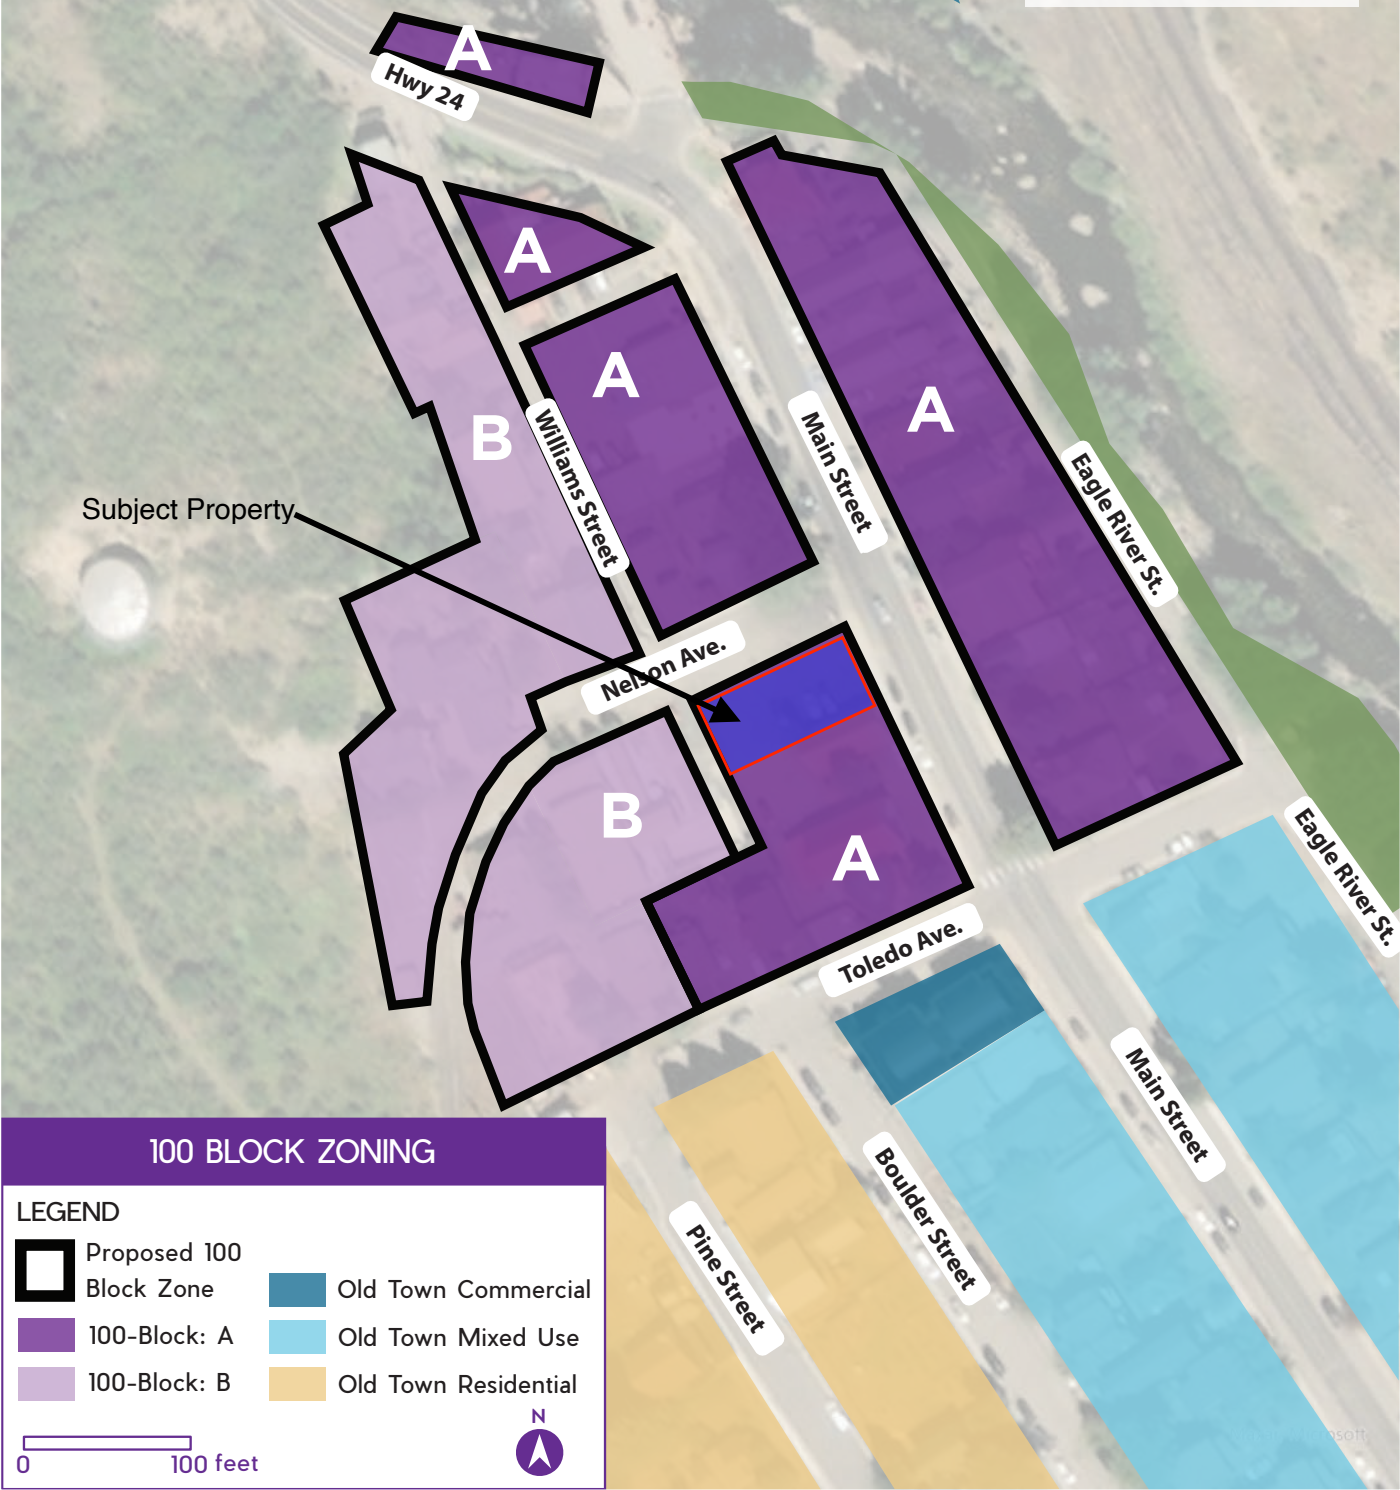 A
Hwy 24
A
A
A
B
Williams Street
Main Street
Eagle River St.
Subject Property
Nelson Ave.
B
A
Eagle River St.
Toledo Ave.
Main Street
Boulder Street
Pine Street
100 BLOCK ZONING
LEGEND
Proposed 100
Block Zone
100-Block: A
100-Block: B
Old Town Commercial
Old Town Mixed Use
Old Town Residential
N
0 100 feet